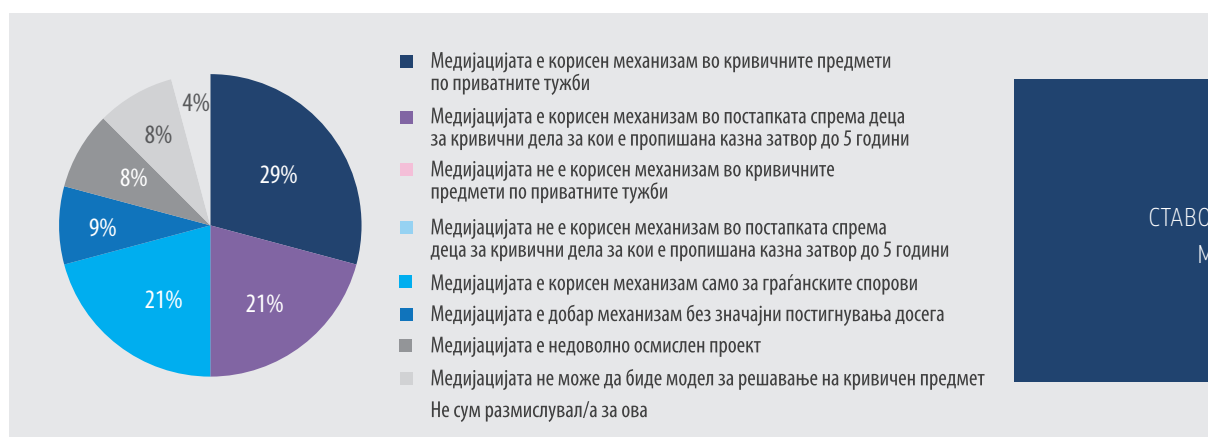 4%
8%
8%
29%
9%
21%
21%
Медијацијата е корисен механизам во кривичните предмети
по приватните тужби
Медијацијата е корисен механизам во постапката спрема деца
за кривични дела за кои е пропишана казна затвор до 5 години
Медијацијата не е корисен механизам во кривичните
предмети по приватните тужби
Медијацијата не е корисен механизам во постапката спрема
деца за кривични дела за кои е пропишана казна затвор до 5 години
Медијацијата е корисен механизам само за граѓанските спорови
Медијацијата е добар механизам без значајни постигнувања досега
Медијацијата е недоволно осмислен проект
Медијацијата не може да биде модел за решавање на кривичен предмет
Не сум размислувал/а за ова